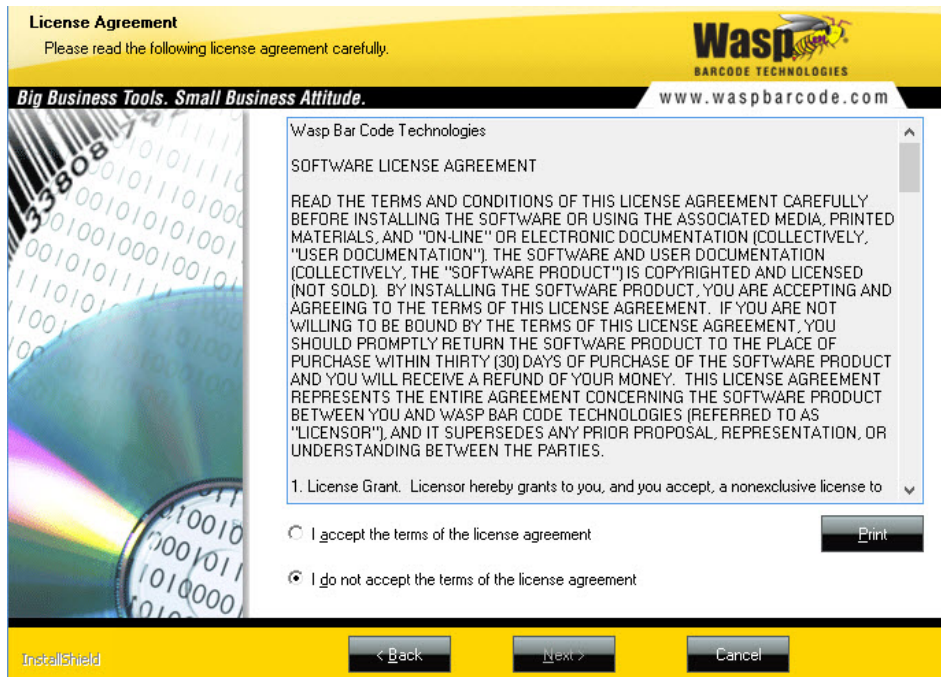 License Agreement
Please read the following license agreement carefully.
Wasp
BARCODE TECHNOLOGIES
Big Business Tools. Small Business Attitude.
www.waspbarcode.com
Wasp Bar Code Technologies
SOFTWARE LICENSE AGREEMENT
READ THE TERMS AND CONDITIONS OF THIS LICENSE AGREEMENT CAREFULLY
BEFORE INSTALLING THE SOFTWARE OR USING THE ASSOCIATED MEDIA, PRINTED
MATERIALS, AND "ON-LINE" OR ELECTRONIC DOCUMENTATION (COLLECTIVELY,
"USER DOCUMENTATION"). THE SOFTWARE AND USER DOCUMENTATION
(COLLECTIVELY, THE "SOFTWARE PRODUCT") IS COPYRIGHTED AND LICENSED
(NOT SOLD).  BY INSTALLING THE SOFTWARE PRODUCT, YOU ARE ACCEPTING AND
AGREEING TO THE TERMS OF THIS LICENSE AGREEMENT.  IF YOU ARE NOT
WILLING TO BE BOUND BY THE TERMS OF THIS LICENSE AGREEMENT, YOU
SHOULD PROMPTLY RETURN THE SOFTWARE PRODUCT TO THE PLACE OF
PURCHASE WITHIN THIRTY (30) DAYS OF PURCHASE OF THE SOFTWARE PRODUCT
AND YOU WILL RECEIVE A REFUND OF YOUR MONEY.  THIS LICENSE AGREEMENT
REPRESENTS THE ENTIRE AGREEMENT CONCERNING THE SOFTWARE PRODUCT
BETWEEN YOU AND WASP BAR CODE TECHNOLOGIES (REFERRED TO AS
"LICENSOR"), AND IT SUPERSEDES ANY PRIOR PROPOSAL, REPRESENTATION, OR
UNDERSTANDING BETWEEN THE PARTIES.
1. License Grant.  Licensor hereby grants to you, and you accept, a nonexclusive license to
I accept the terms of the license agreement
Print
I do not accept the terms of the license agreement
InstallShield
< Back
Next >
Cancel